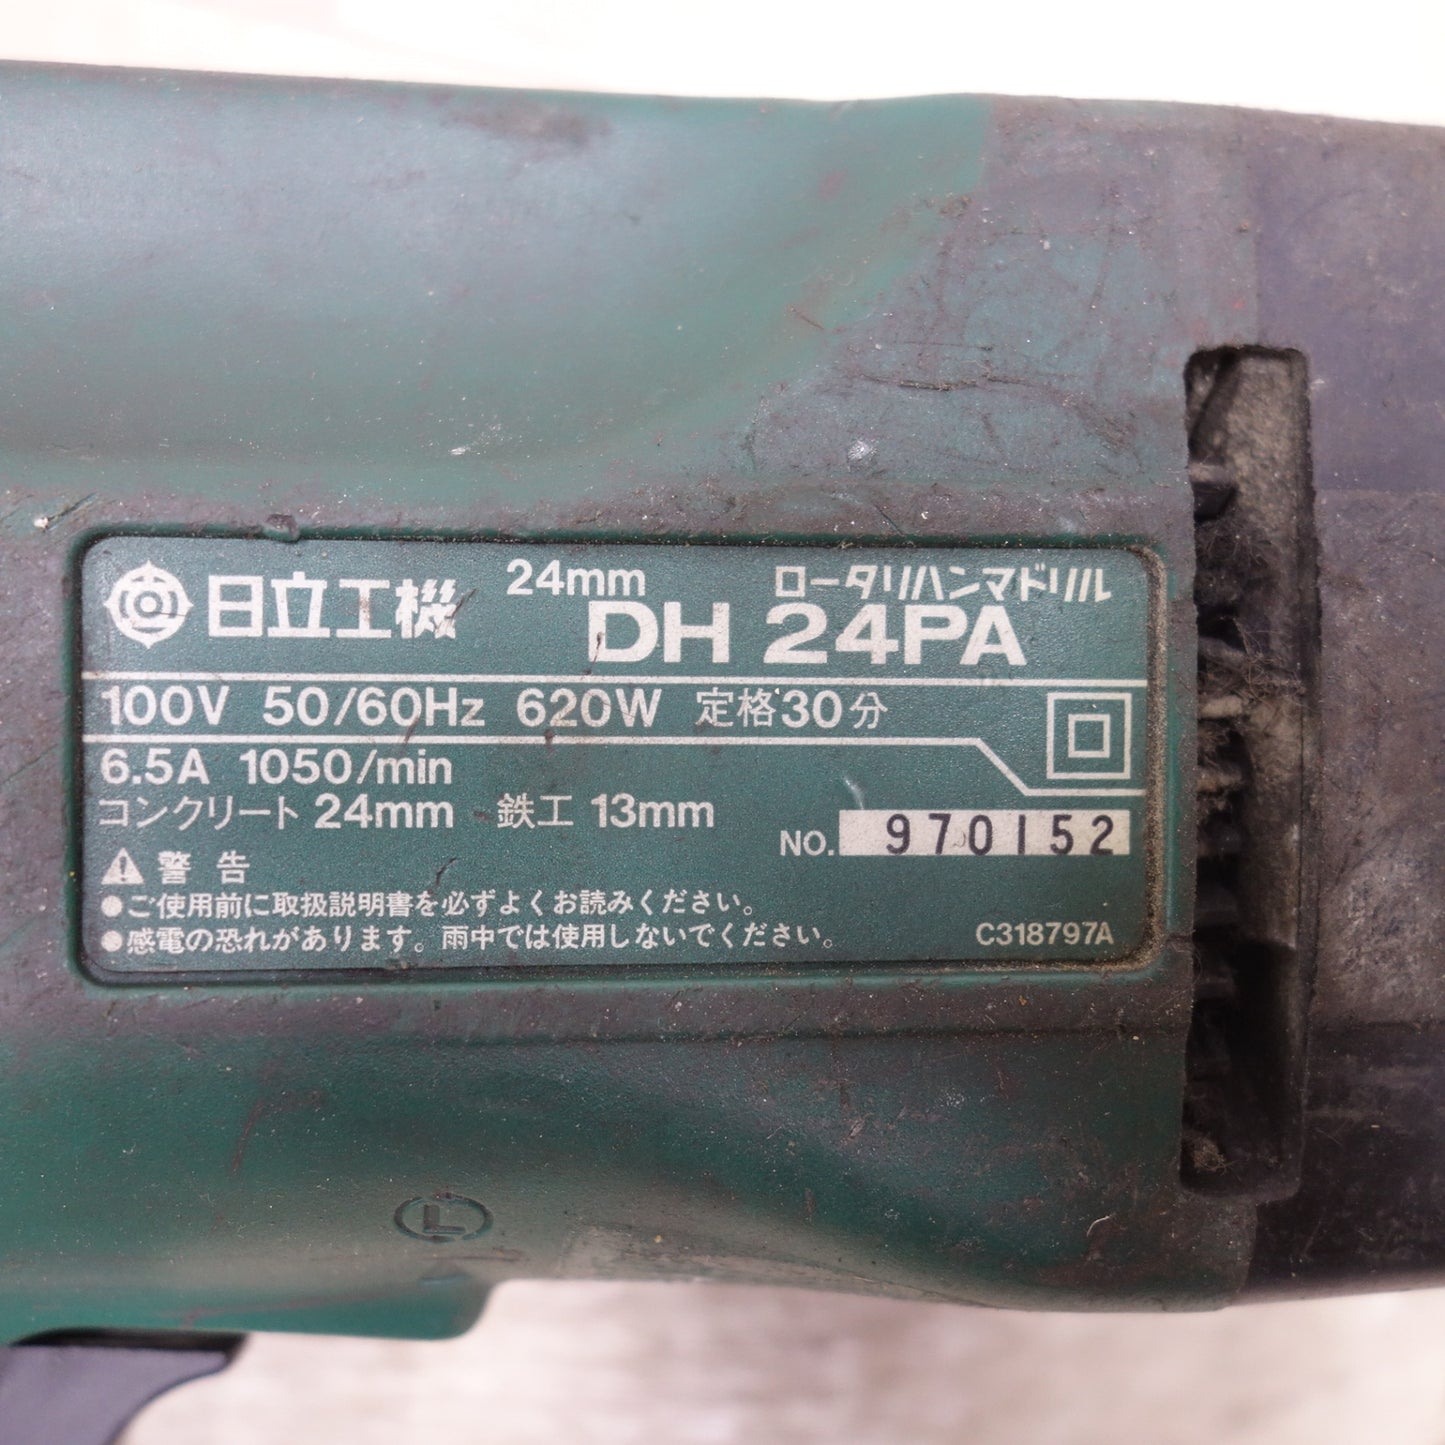 日立工機 24mm ロータリハンマドリル
DH 24PA
100V 50/60Hz 620W 定格30分
6.5A 1050/min
コンクリート 24mm 鉄工 13mm
NO. 970152
警告
●ご使用前に取扱説明書を必ずよくお読みください。
●感電の恐れがあります。雨中では使用しないでください。
C318797A
L